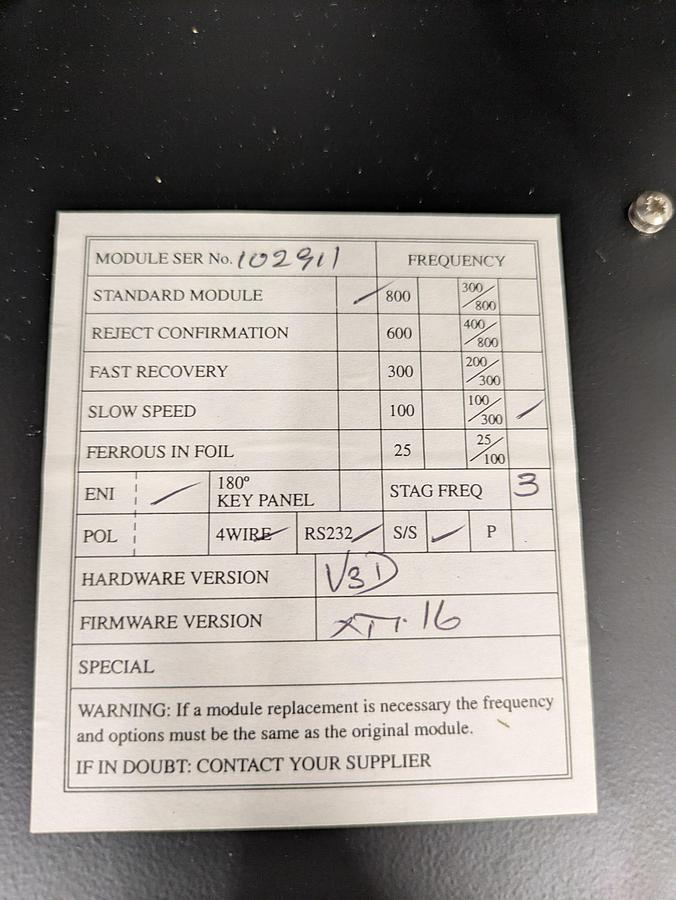 MODULE SER No. 102911 FREQUENCY
STANDARD MODULE ✓ 800 300/800
REJECT CONFIRMATION 600 400/800
FAST RECOVERY 300 200/300
SLOW SPEED 100 100/300 ✓
FERROUS IN FOIL 25 25/100
ENI ✓ 180º KEY PANEL STAG FREQ 3
POL 4WIRE ✓ RS232 ✓ S/S ✓ P
HARDWARE VERSION V3D
FIRMWARE VERSION 16
SPECIAL
WARNING: If a module replacement is necessary the frequency
and options must be the same as the original module.
IF IN DOUBT: CONTACT YOUR SUPPLIER